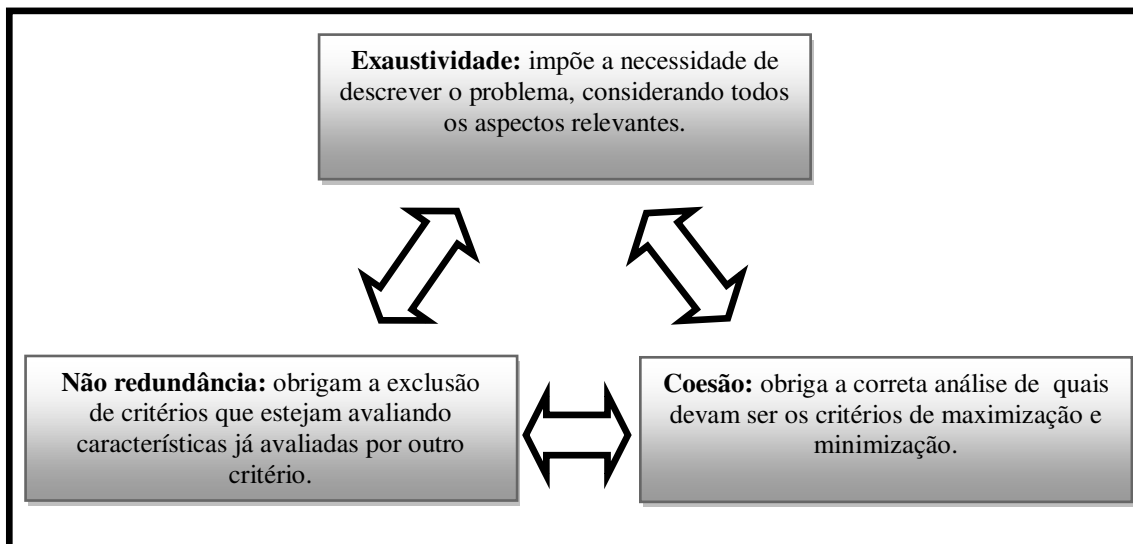 Exaustividade: impõe a necessidade de
descrever o problema, considerando todos
os aspectos relevantes.
Não redundância: obrigam a exclusão
de critérios que estejam avaliando
características já avaliadas por outro
critério.
Coesão: obriga a correta análise de quais
devam ser os critérios de maximização e
minimização.